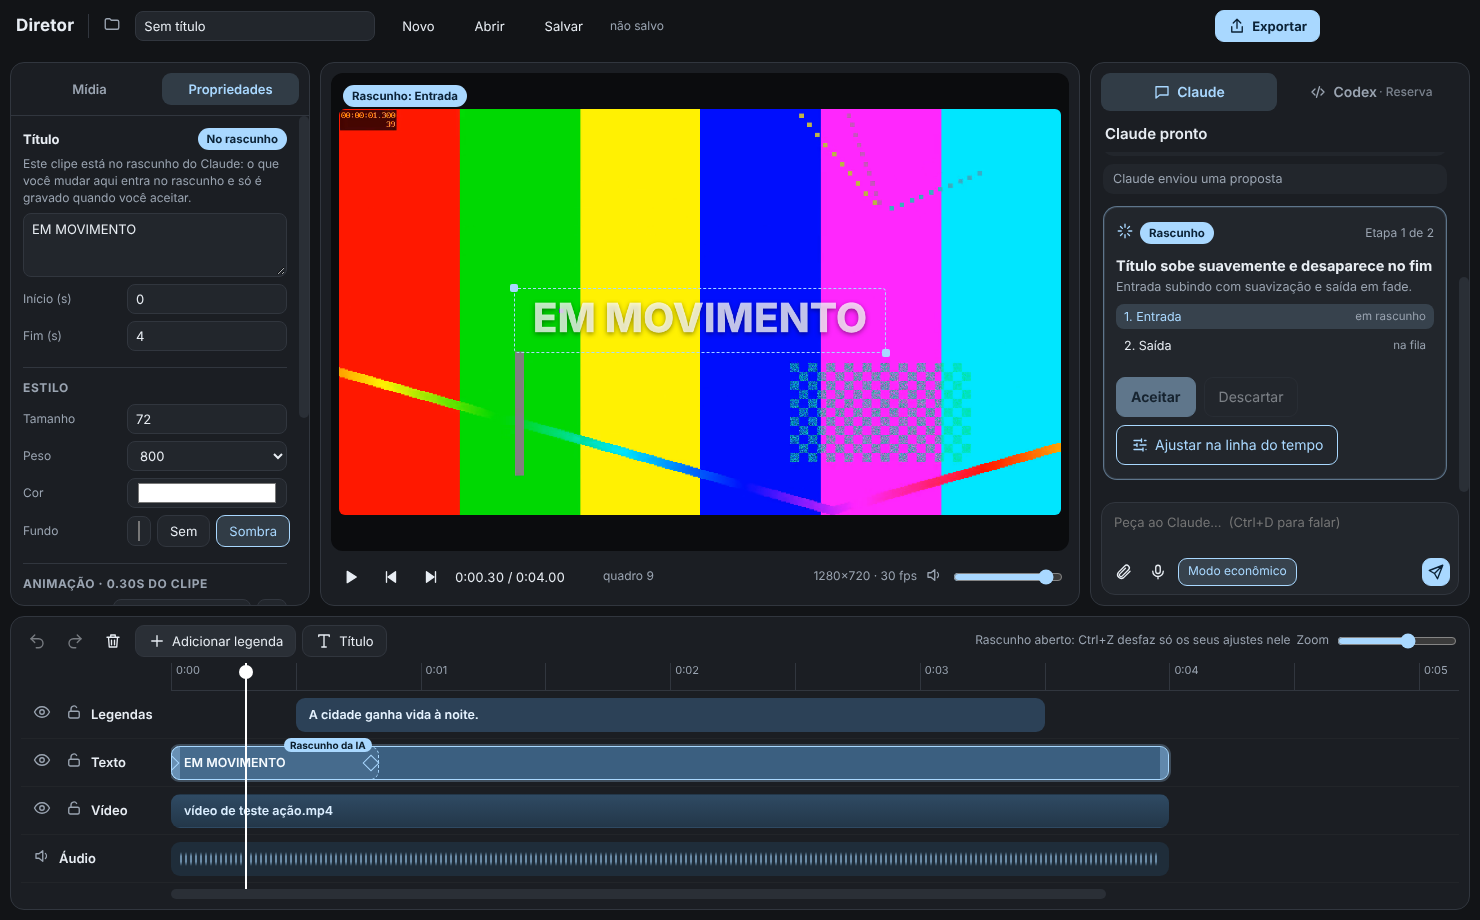 Diretor
Sem título
Novo
Abrir
Salvar
não salvo
Exportar
Mídia
Propriedades
Título
No rascunho
Este clipe está no rascunho do Claude: o que
você mudar aqui entra no rascunho e só é
gravado quando você aceitar.
EM MOVIMENTO
Início (s)
0
Fim (s)
4
ESTILO
Tamanho
72
Peso
800
Cor
Fundo
Sem
Sombra
ANIMAÇÃO · 0.30S DO CLIPE
Rascunho: Entrada
00:00:01.300
39
EM MOVIMENTO
0:00.30 / 0:04.00
quadro 9
1280×720 · 30 fps
Claude
Codex · Reserva
Claude pronto
Claude enviou uma proposta
Rascunho
Etapa 1 de 2
Título sobe suavemente e desaparece no fim
Entrada subindo com suavização e saída em fade.
1. Entrada
em rascunho
2. Saída
na fila
Aceitar
Descartar
Ajustar na linha do tempo
Peça ao Claude... (Ctrl+D para falar)
Modo econômico
Adicionar legenda
Título
Rascunho aberto: Ctrl+Z desfaz só os seus ajustes nele
Zoom
0:00
0:01
0:02
0:03
0:04
0:05
Legendas
A cidade ganha vida à noite.
Rascunho da IA
Texto
EM MOVIMENTO
Vídeo
vídeo de teste ação.mp4
Áudio